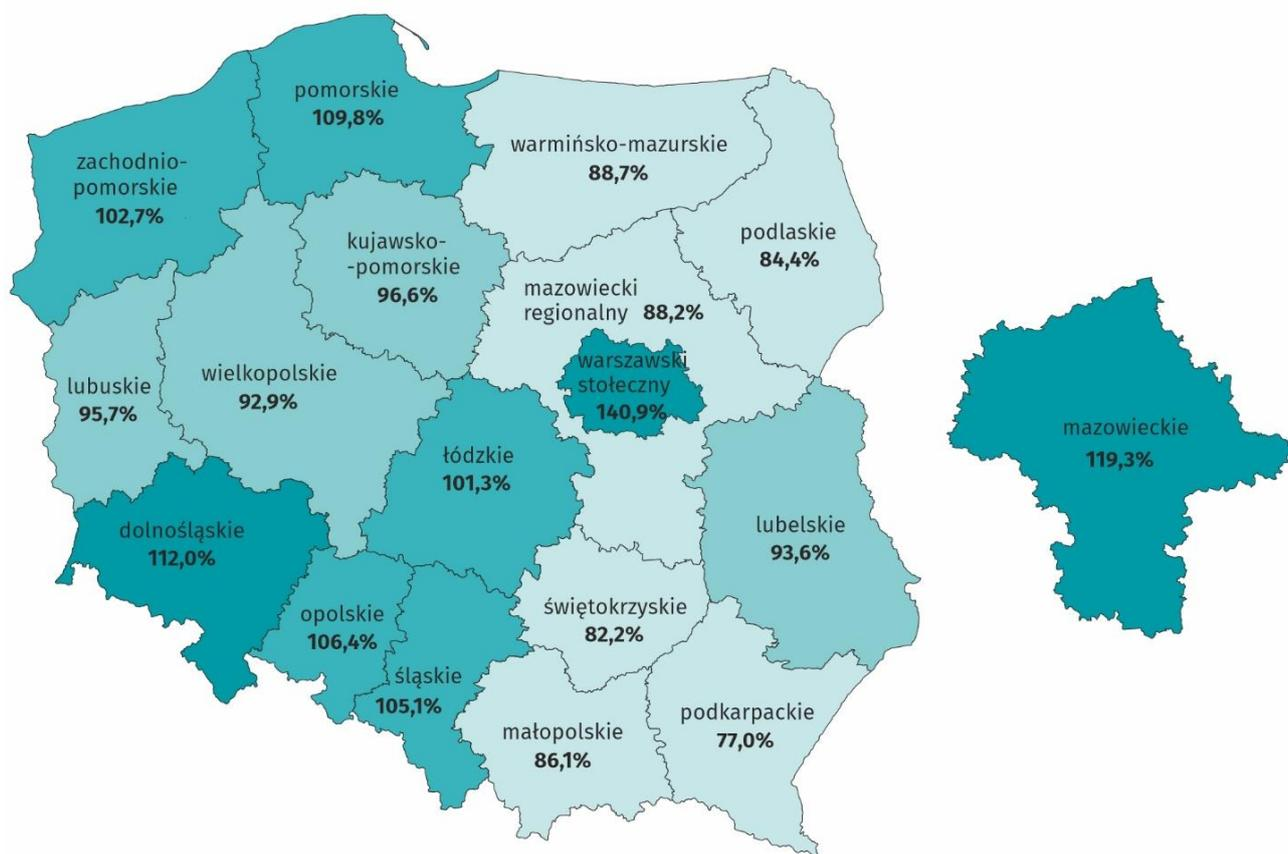 pomorskie
109,8%
zachodnio-
pomorskie
102,7%
warmińsko-mazurskie
88,7%
podlaskie
84,4%
kujawsko-
-pomorskie
96,6%
mazowiecki
regionalny 88,2%
warszawski
stołeczny
140,9%
lubuskie
95,7%
wielkopolskie
92,9%
łódzkie
101,3%
mazowieckie
119,3%
dolnośląskie
112,0%
lubelskie
93,6%
opolskie
106,4%
świętokrzyskie
82,2%
śląskie
105,1%
małopolskie
86,1%
podkarpackie
77,0%